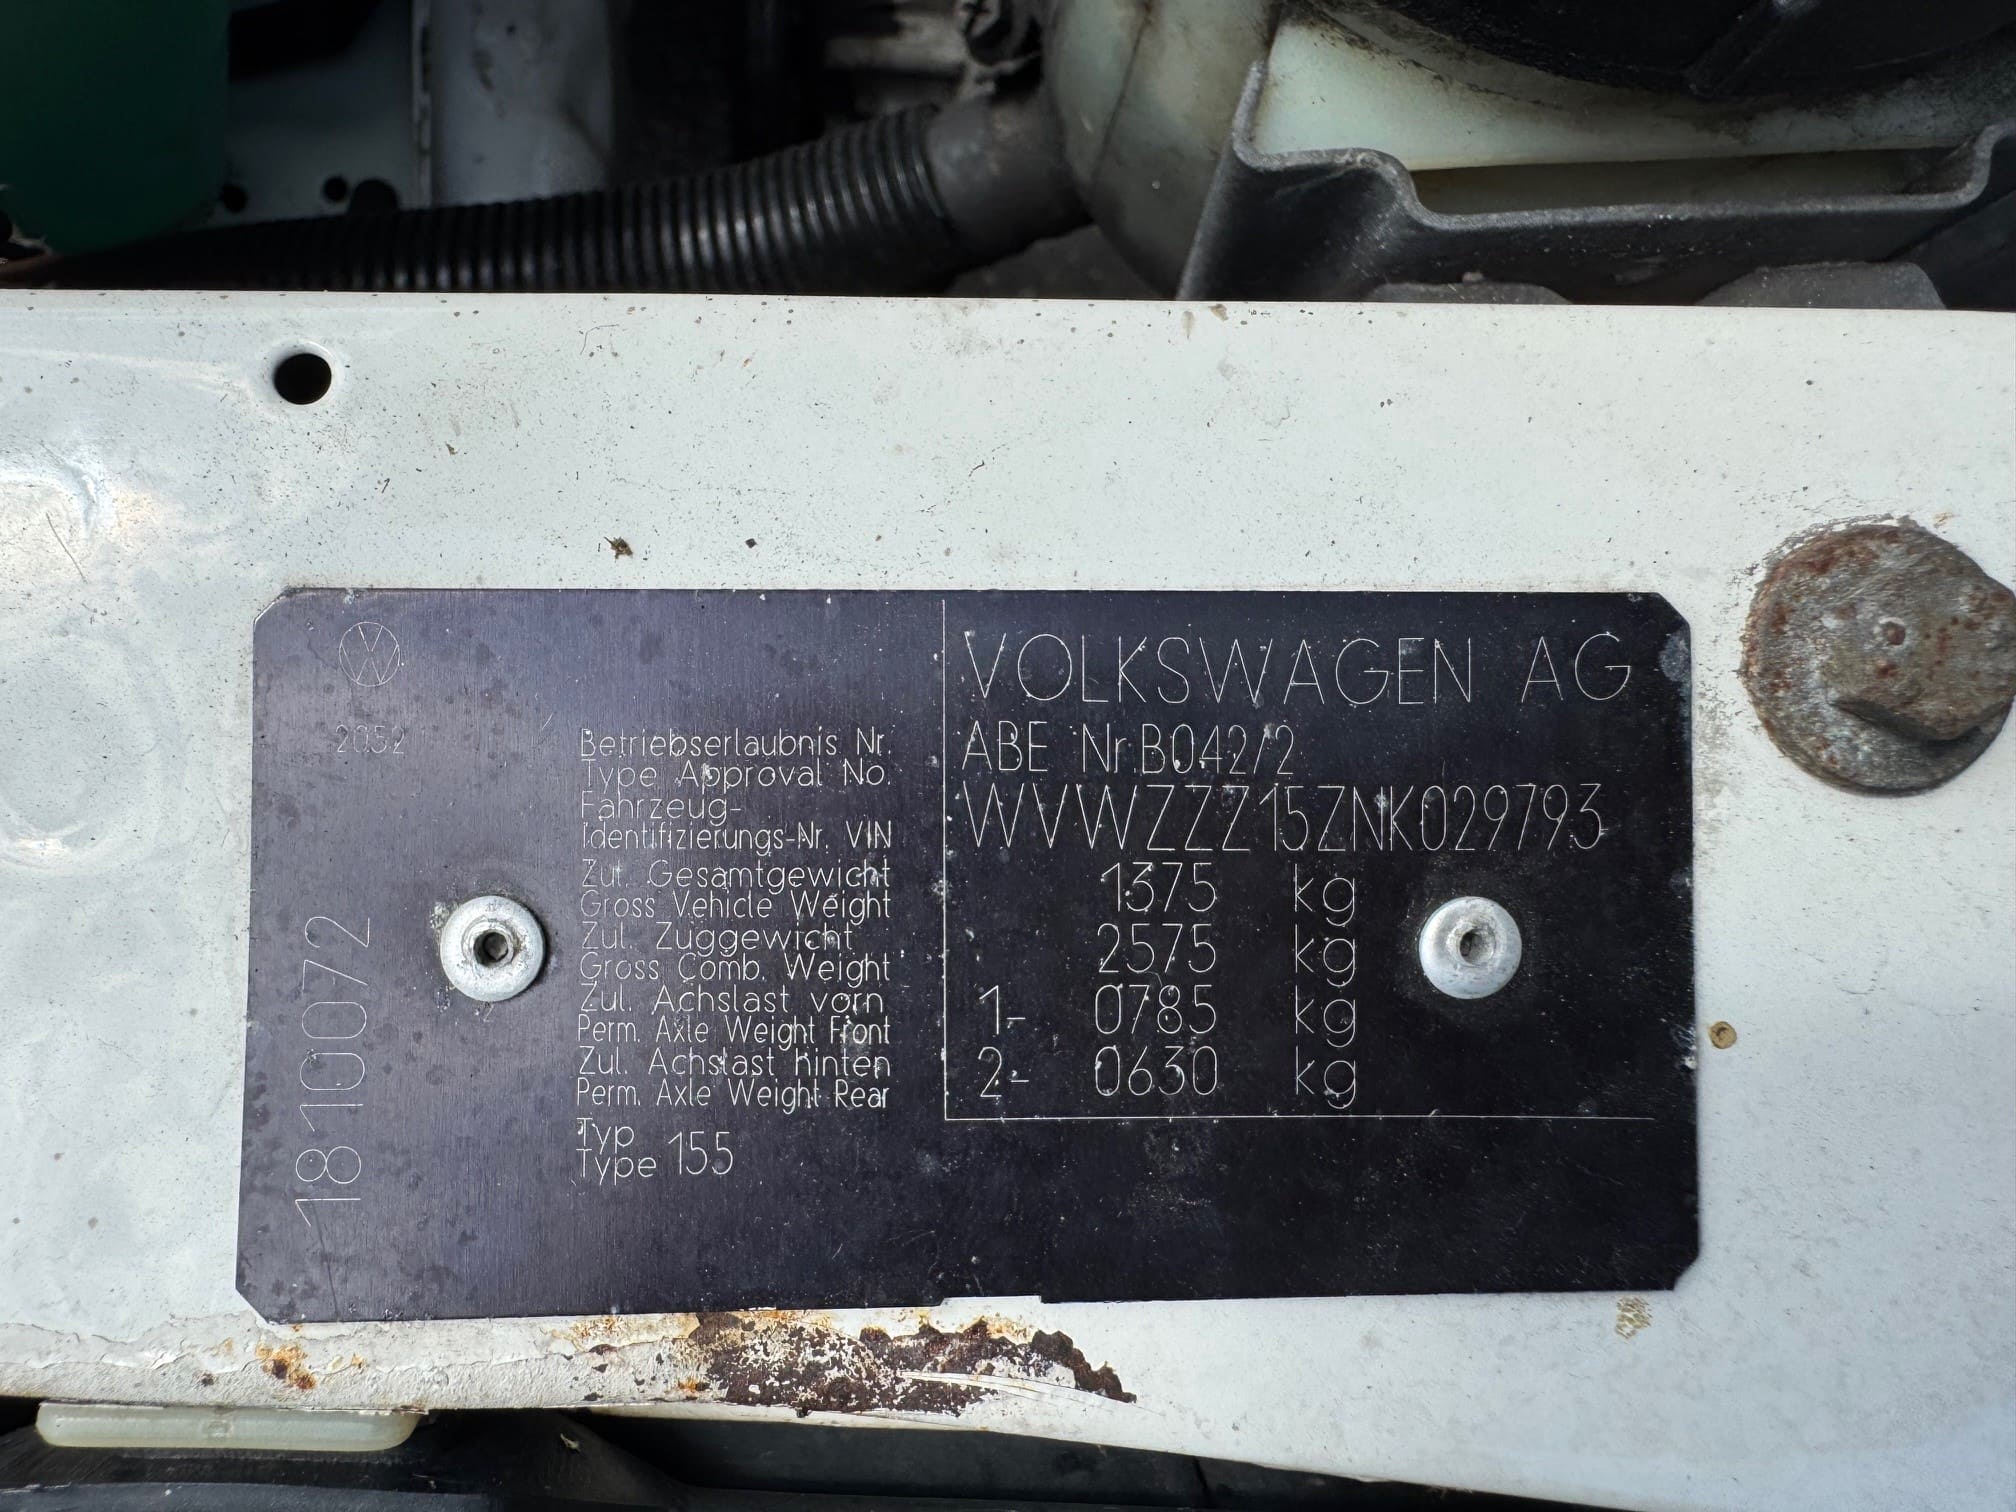 2052
1810072
Betriebserlaubnis Nr.
Type Approval No.
Fahrzeug-
Identifizierungs-Nr. VIN
Zul. Gesamtgewicht
Gross Vehicle Weight
Zul. Zuggewicht
Gross Comb. Weight
Zul. Achslast vorn
Perm. Axle Weight Front
Zul. Achslast hinten
Perm. Axle Weight Rear
Typ
Type 155
VOLKSWAGEN AG
ABE Nr.B042/2
WVWZZZ15ZNK029793
1375 kg
2575 kg
1- 0785 kg
2- 0630 kg